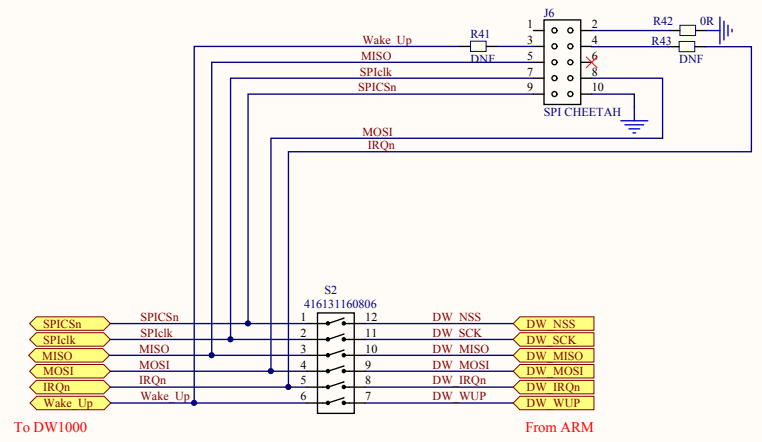 J6
1 2 R42 0R
Wake_Up R41 3 4 R43
MISO DNF 5 6 DNF
SPIclk 7 8
SPICSn 9 10
SPI CHEETAH
MOSI
IRQn
S2
416131160806
SPICSn SPICSn 1 12 DW_NSS DW_NSS
SPIclk SPIclk 2 11 DW_SCK DW_SCK
MISO MISO 3 10 DW_MISO DW_MISO
MOSI MOSI 4 9 DW_MOSI DW_MOSI
IRQn IRQn 5 8 DW_IRQn DW_IRQn
Wake_Up Wake_Up 6 7 DW_WUP DW_WUP
To DW1000 From ARM